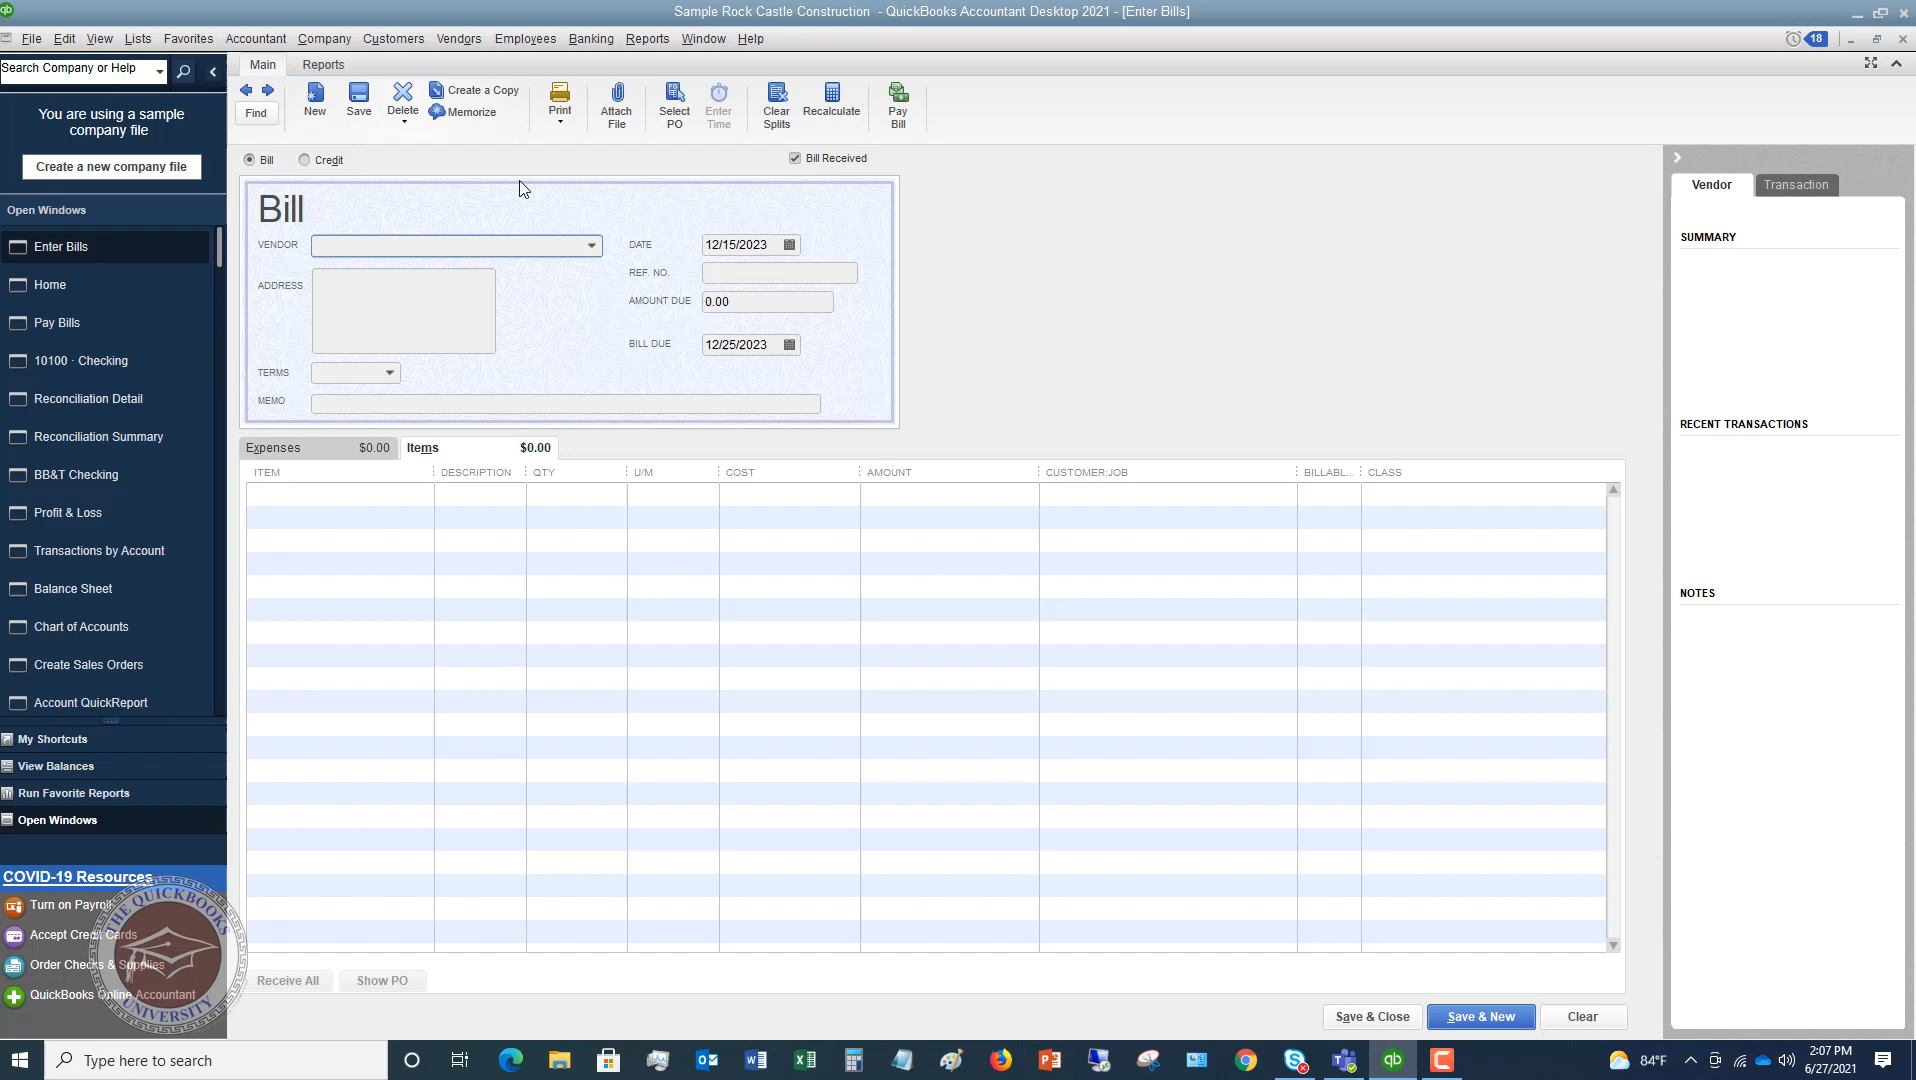 Sample Rock Castle Construction - QuickBooks Accountant Desktop 2021 - [Enter Bills]
File Edit View Lists Favorites Accountant Company Customers Vendors Employees Banking Reports Window Help
18
Search Company or Help
You are using a sample
company file
Create a new company file
Open Windows
Enter Bills
Home
Pay Bills
10100 · Checking
Reconciliation Detail
Reconciliation Summary
BB&T Checking
Profit & Loss
Transactions by Account
Balance Sheet
Chart of Accounts
Create Sales Orders
Account QuickReport
My Shortcuts
View Balances
Run Favorite Reports
Open Windows
COVID-19 Resources
Turn on Payroll
Accept Credit Cards
Order Checks & Supplies
QuickBooks Online Accountant
THE QUICKBOOKS
UNIVERSITY
Main Reports
Find
New
Save
Delete
Create a Copy
Memorize
Print
Attach
File
Select
PO
Enter
Time
Clear
Splits
Recalculate
Pay
Bill
Bill Credit
Bill Received
Bill
VENDOR
DATE 12/15/2023
ADDRESS
REF. NO.
AMOUNT DUE 0.00
BILL DUE 12/25/2023
TERMS
MEMO
Expenses $0.00 Items $0.00
ITEM DESCRIPTION QTY U/M COST AMOUNT CUSTOMER:JOB BILLABL... CLASS
Receive All Show PO
Save & Close Save & New Clear
Vendor Transaction
SUMMARY
RECENT TRANSACTIONS
NOTES
Type here to search
84°F
2:07 PM
6/27/2021